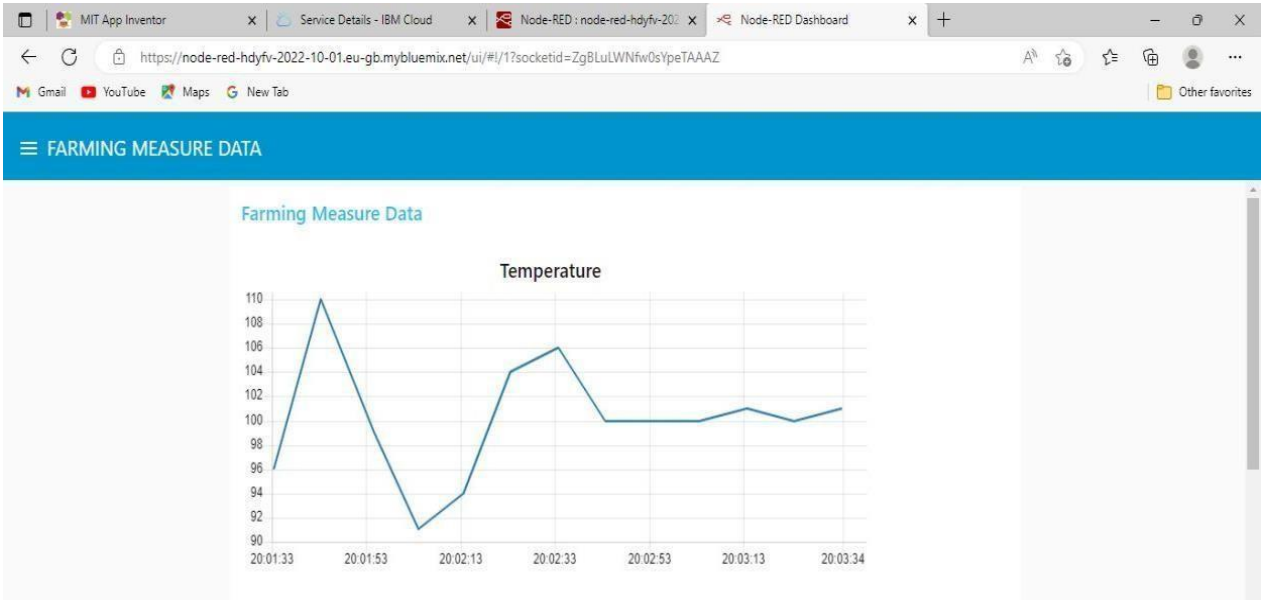 MIT App Inventor
Service Details - IBM Cloud
Node-RED : node-red-hdyfv-202
Node-RED Dashboard
https://node-red-hdyfv-2022-10-01.eu-gb.mybluemix.net/ui/#!/1?socketid=ZgBLuLWNfw0sYpeTAAAZ
Gmail YouTube Maps New Tab Other favorites
FARMING MEASURE DATA
Farming Measure Data
Temperature
110
108
106
104
102
100
98
96
94
92
90
20:01:33 20:01:53 20:02:13 20:02:33 20:02:53 20:03:13 20:03:34